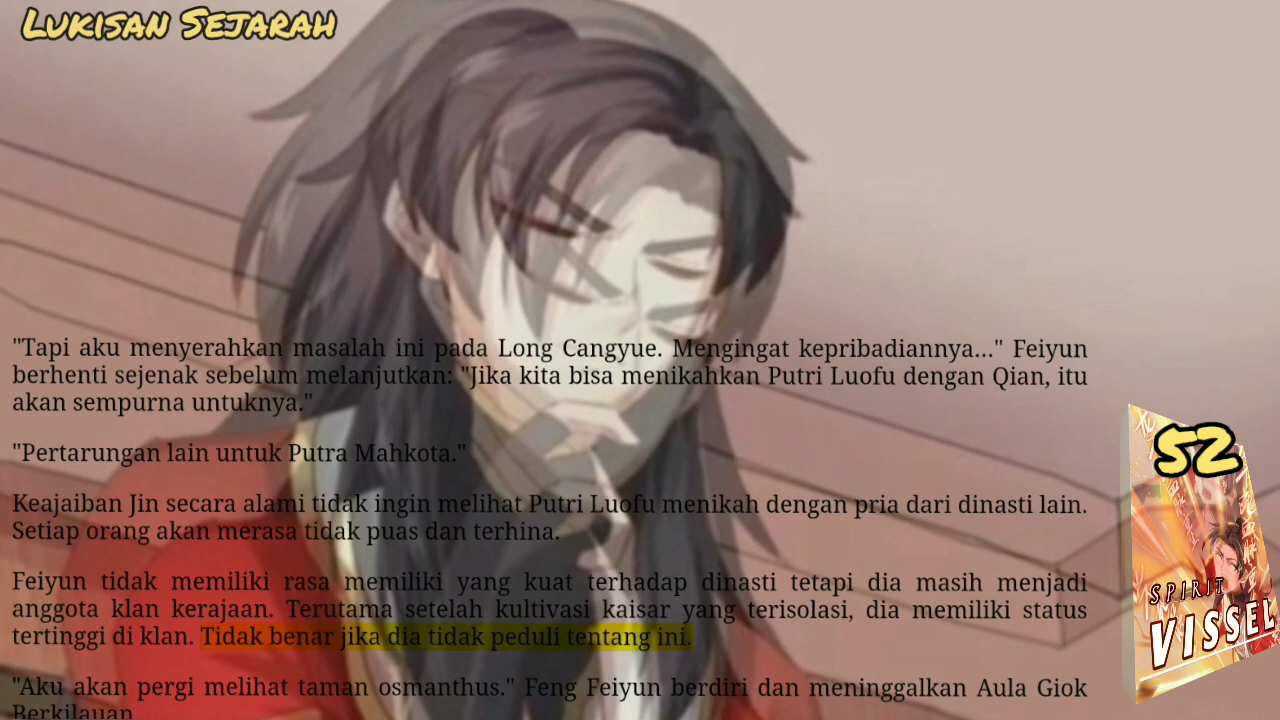 Lukisan Sejarah
"Tapi aku menyerahkan masalah ini pada Long Cangyue. Mengingat kepribadiannya..." Feiyun
berhenti sejenak sebelum melanjutkan: "Jika kita bisa menikahkan Putri Luofu dengan Qian, itu
akan sempurna untuknya."
"Pertarungan lain untuk Putra Mahkota."
Keajaiban Jin secara alami tidak ingin melihat Putri Luofu menikah dengan pria dari dinasti lain.
Setiap orang akan merasa tidak puas dan terhina.
Feiyun tidak memiliki rasa memiliki yang kuat terhadap dinasti tetapi dia masih menjadi
anggota klan kerajaan. Terutama setelah kultivasi kaisar yang terisolasi, dia memiliki status
tertinggi di klan. Tidak benar jika dia tidak peduli tentang ini.
"Aku akan pergi melihat taman osmanthus." Feng Feiyun berdiri dan meninggalkan Aula Giok
Berkilauan
52
SPIRIT
VISSEL